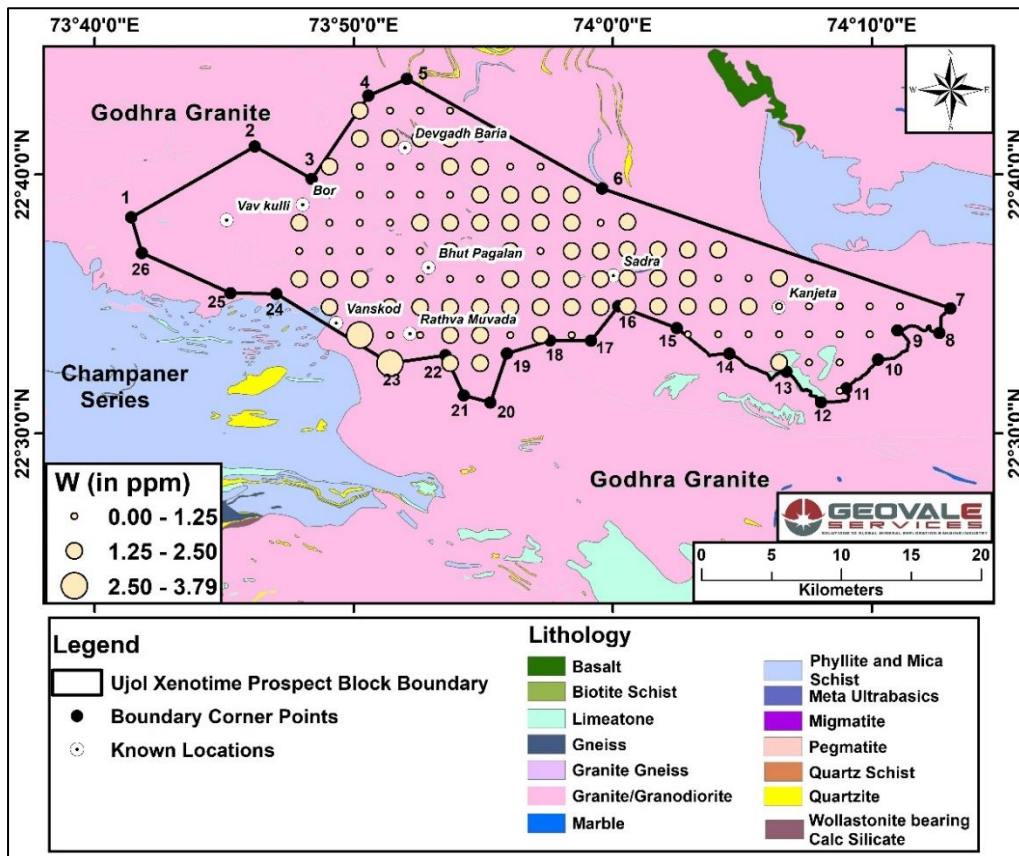 73°40'0"E
73°50'0"E
74°0'0"E
74°10'0"E
4
5
N
W
E
S
Godhra Granite
2
Devgadh Baria
3
22°40'0"N
22°40'0"N
Bor
6
1
Vav kulli
Bhut Pagalan
Sadra
26
Kanjeta
25
24
Vanskod
Rathva Muvada
7
16
9
8
15
23
22
19
18
17
14
10
13
Champaner
Series
21
20
12
11
22°30'0"N
22°30'0"N
W (in ppm)
0.00 - 1.25
1.25 - 2.50
2.50 - 3.79
Godhra Granite
GEOVALE
SERVICES
0 5 10 15 20
Kilometers
Legend
Ujol Xenotime Prospect Block Boundary
Boundary Corner Points
Known Locations
Lithology
Basalt
Biotite Schist
Limeatone
Gneiss
Granite Gneiss
Granite/Granodiorite
Marble
Phyllite and Mica
Schist
Meta Ultrabasics
Migmatite
Pegmatite
Quartz Schist
Quartzite
Wollastonite bearing
Calc Silicate